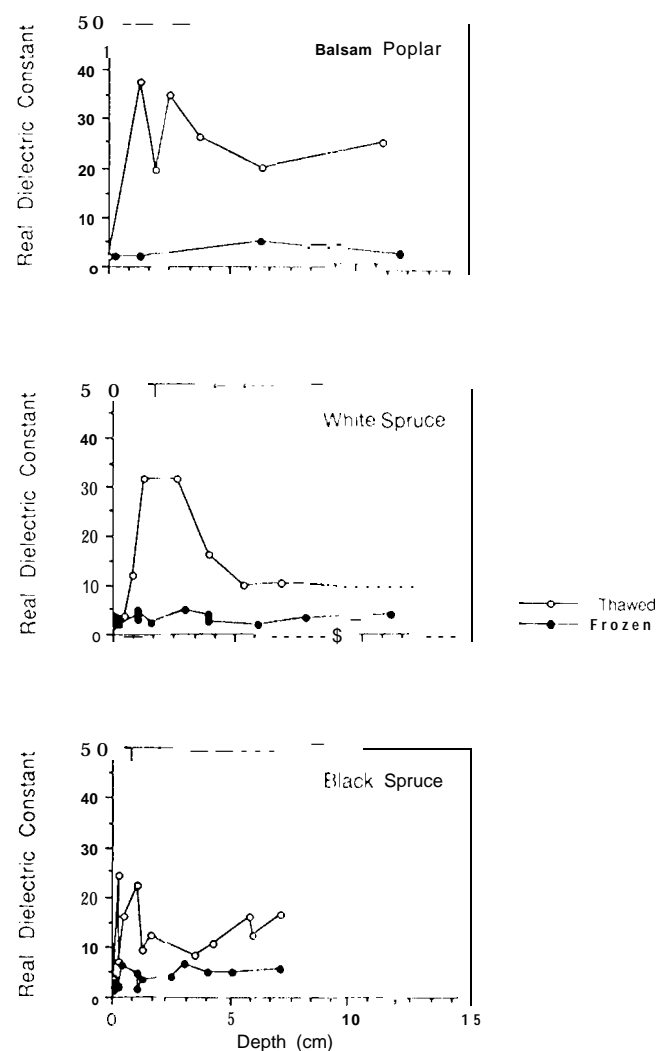 50
Balsam Poplar
40
30
20
10
0
Real Dielectric Constant
5 0
White Spruce
40
30
20
10
0
Real Dielectric Constant
$
Thawed
Frozen
50
Black Spruce
40
30
20
10
0
Real Dielectric Constant
0 5 10 15
Depth (cm)